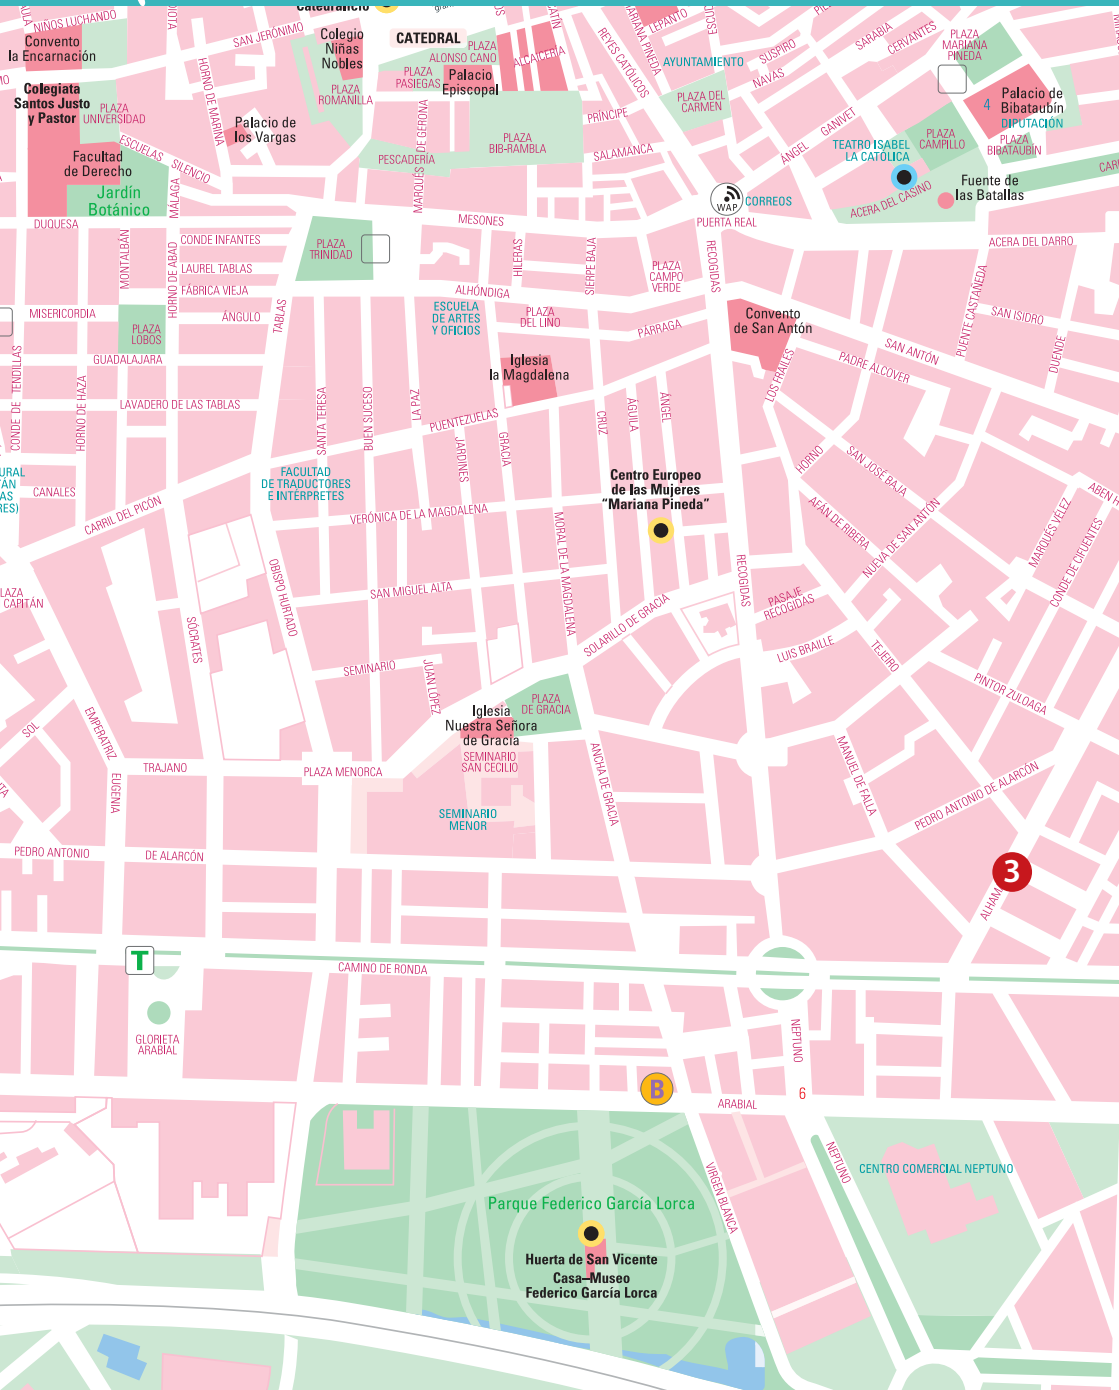 NIÑOS LUCHANDO
Convento
la Encarnación
Colegiata
Santos Justo
y Pastor
PLAZA
UNIVERSIDAD
ESCUELAS
SILENCIO
Facultad
de Derecho
Jardín
Botánico
MÁLAGA
HORNO DE MARINA
Palacio de
los Vargas
SAN JERÓNIMO
Colegio
Niñas
Nobles
PLAZA
ROMANILLA
CATEDRAL
PLAZA
ALONSO CANO
PLAZA
PASIEGAS
Palacio
Episcopal
ALCAICERÍA
PESCADERÍA
MARQUÉS DE GERONA
PLAZA
BIB-RAMBLA
PRÍNCIPE
SALAMANCA
REYES CATÓLICOS
MARIANA PINEDA
LEPANTO
AYUNTAMIENTO
PLAZA DEL
CARMEN
SUSPIRO
NAVAS
SARABIA
CERVANTES
PLAZA
MARIANA
PINEDA
GANIVET
ÁNGEL
4
Palacio de
Bibataubín
DIPUTACIÓN
PLAZA
BIBATAUBÍN
PLAZA
CAMPILLO
TEATRO ISABEL
LA CATÓLICA
ACERA DEL CASINO
Fuente de
las Batallas
WAP
CORREOS
PUERTA REAL
ACERA DEL DARRO
DUQUESA
MONTALBÁN
HORNO DE ABAD
CONDE INFANTES
LAUREL TABLAS
FÁBRICA VIEJA
ÁNGULO
TABLAS
PLAZA
TRINIDAD
MESONES
HILERAS
SIERPE BAJA
PLAZA
CAMPO
VERDE
RECOGIDAS
ALHÓNDIGA
ESCUELA
DE ARTES
Y OFICIOS
PLAZA
DEL LINO
PÁRRAGA
Convento
de San Antón
LOS FRAILES
PUENTE CASTAÑEDA
SAN ISIDRO
SAN ANTÓN
PADRE ALCOVER
DUENDE
MISERICORDIA
PLAZA
LOBOS
GUADALAJARA
CONDE DE TENDILLAS
HORNO DE HAZA
LAVADERO DE LAS TABLAS
SANTA TERESA
BUEN SUCESO
LA PAZ
PUENTEZUELAS
Iglesia
la Magdalena
JARDINES
GRACIA
CRUZ
ÁGUILA
ÁNGEL
CANALES
CARRIL DEL PICÓN
FACULTAD
DE TRADUCTORES
E INTÉRPRETES
VERÓNICA DE LA MAGDALENA
MORAL DE LA MAGDALENA
Centro Europeo
de las Mujeres
“Mariana Pineda”
HORNO
SAN JOSÉ BAJA
AFÁN DE RIBERA
NUEVA DE SAN ANTÓN
MARQUÉS VELEZ
CONDE DE CIFUENTES
RECOGIDAS
PASAJE
RECOGIDAS
LUIS BRAILLE
TEJEIRO
PINTOR ZULOAGA
CAPITÁN
SÓCRATES
OBISPO HURTADO
SAN MIGUEL ALTA
SEMINARIO
JUAN LÓPEZ
SOLARILLO DE GRACIA
PLAZA
DE GRACIA
Iglesia
Nuestra Señora
de Gracia
SEMINARIO
SAN CECILIO
SEMINARIO
MENOR
ANCHA DE GRACIA
MANUEL DE FALLA
PEDRO ANTONIO DE ALARCÓN
3
SOL
EMPERATRIZ
EUGENIA
TRAJANO
PLAZA MENORCA
PEDRO ANTONIO
DE ALARCÓN
T
CAMINO DE RONDA
GLORIETA
ARABIAL
NEPTUNO
B
ARABIAL
6
NEPTUNO
CENTRO COMERCIAL NEPTUNO
VIRGEN BLANCA
Parque Federico García Lorca
Huerta de San Vicente
Casa–Museo
Federico García Lorca